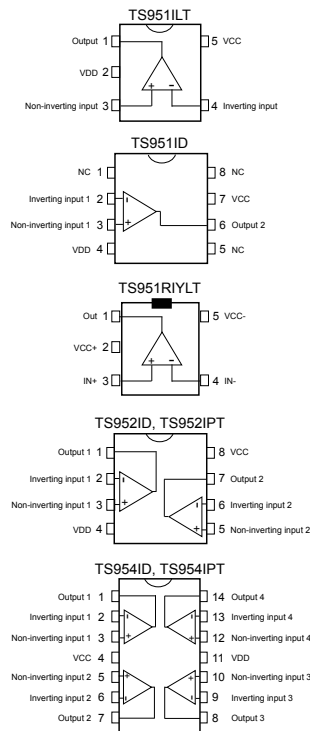 TS951ILT
Output 1 5 VCC
VDD 2
Non-inverting input 3 + − 4 Inverting input
TS951ID
NC 1 8 NC
Inverting input 1 2 - 7 VCC
Non-inverting input 1 3 + 6 Output 2
VDD 4 5 NC
TS951RIYLT
Out 1 5 VCC-
VCC+ 2
IN+ 3 + − 4 IN-
TS952ID, TS952IPT
Output 1 1 8 VCC
Inverting input 1 2 - 7 Output 2
Non-inverting input 1 3 + - 6 Inverting input 2
VDD 4 + 5 Non-inverting input 2
TS954ID, TS954IPT
Output 1 1 14 Output 4
Inverting input 1 2 - - 13 Inverting input 4
Non-inverting input 1 3 + + 12 Non-inverting input 4
VCC 4 11 VDD
Non-inverting input 2 5 + + 10 Non-inverting input 3
Inverting input 2 6 - - 9 Inverting input 3
Output 2 7 8 Output 3